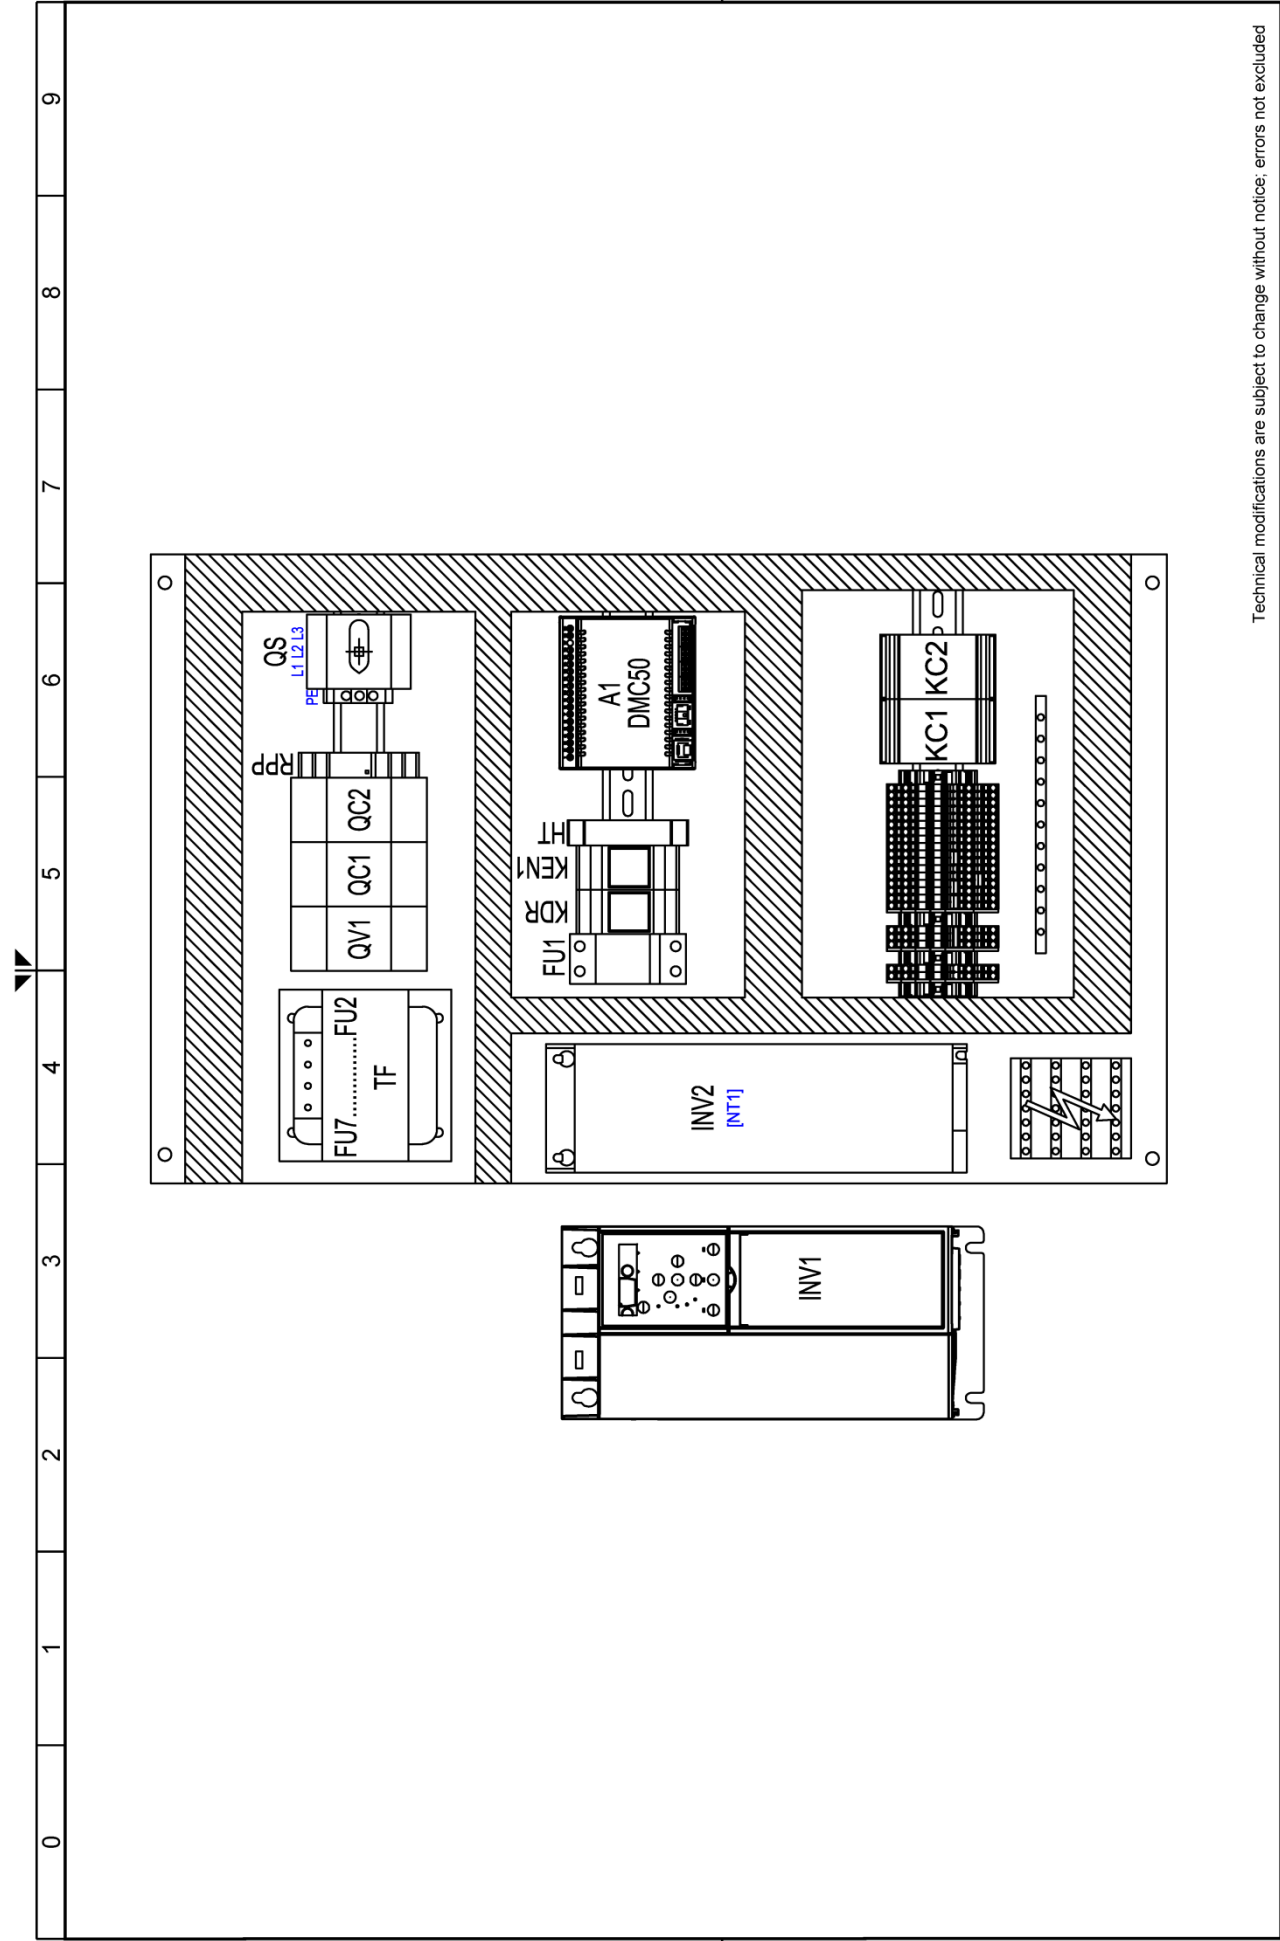 0 1 2 3 4 5 6 7 8 9
FU7 FU2
TF
QV1 QC1 QC2
RPP
QS
PE L1 L2 L3
INV1
INV2
[NT1]
FU1 KDR KEN1 HT
A1
DMC50
KC1 KC2
Technical modifications are subject to change without notice; errors not excluded